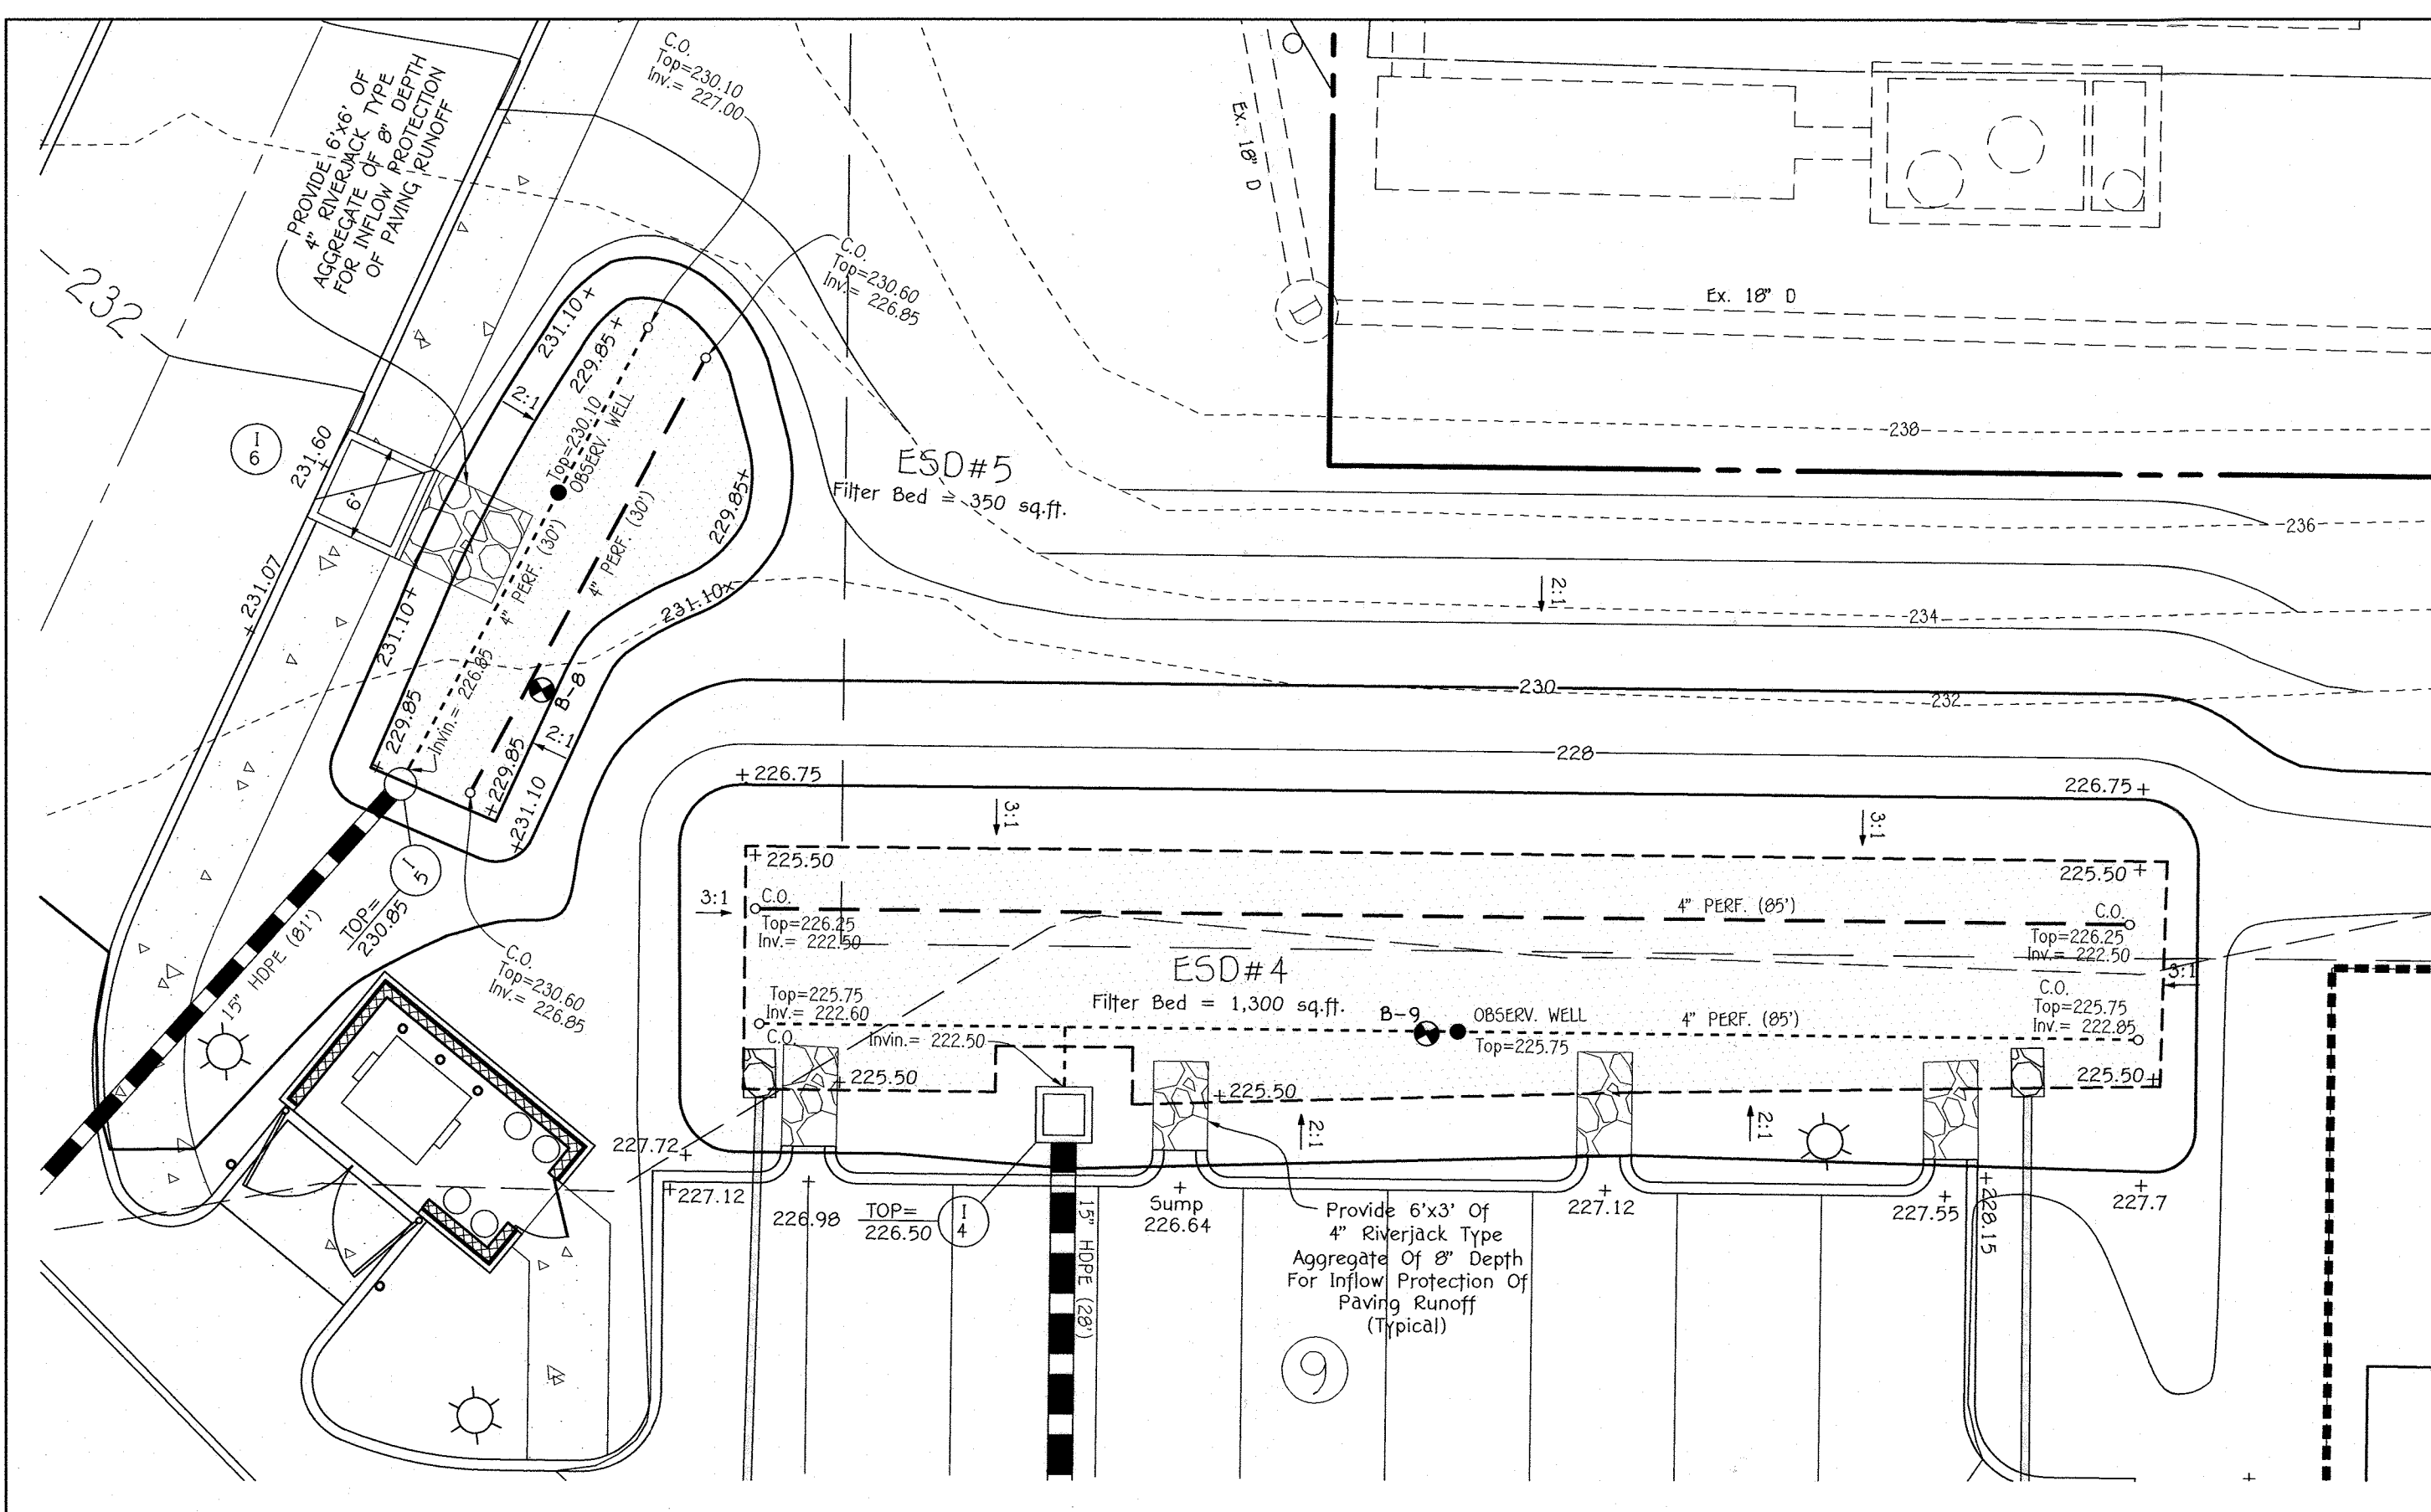 C.O.
Top=230.10
Inv.= 227.00
PROVIDE 6'x6' OF
4" RIVERJACK TYPE
AGGREGATE OF 8" DEPTH
FOR INFLOW PROTECTION
OF PAVING RUNOFF
Ex. 18" D
D
Ex. 18" D
232
C.O.
Top=230.60
Inv.= 226.85
231.10
229.85
2:1
Top=230.10
OBSERV. WELL
I
6
231.60
6'
ESD#5
Filter Bed = 350 sq.ft.
238
236
234
232
230
228
2:1
231.07
4" PERF. (30')
4" PERF. (30')
229.85
231.10
231.10
229.85
Invin.= 226.85
B-8
2:1
229.85
231.10
I
5
TOP=
230.85
15" HDPE (81')
C.O.
Top=230.60
Inv.= 226.85
226.75
226.75
3:1
3:1
225.50
225.50
3:1
C.O.
Top=226.25
Inv.= 222.50
4" PERF. (85')
C.O.
Top=226.25
Inv.= 222.50
3:1
ESD#4
Filter Bed = 1,300 sq.ft.
Top=225.75
Inv.= 222.60
C.O.
Invin.= 222.50
B-9
OBSERV. WELL
Top=225.75
4" PERF. (85')
C.O.
Top=225.75
Inv.= 222.85
225.50
225.50
225.50
2:1
2:1
227.72
227.12
226.98
TOP=
226.50
I
4
15" HDPE (28')
Sump
226.64
Provide 6'x3' Of
4" Riverjack Type
Aggregate Of 8" Depth
For Inflow Protection Of
Paving Runoff
(Typical)
227.12
227.55
228.15
227.7
9